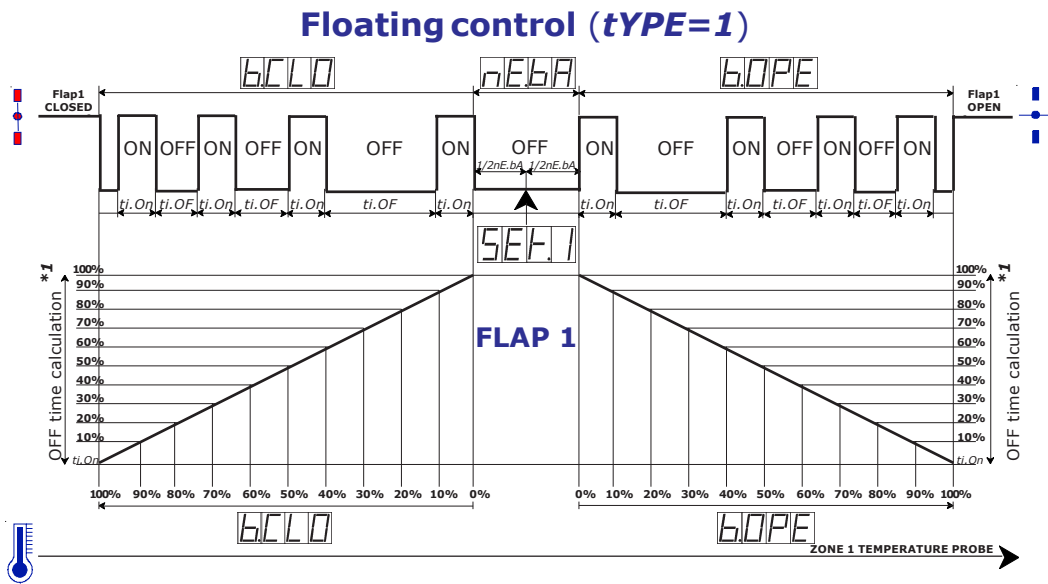 Floating control (tYPE=1)
b.CLO nE.bA b.OPE
Flap1
CLOSED
Flap1
OPEN
ON OFF ON OFF ON OFF ON OFF ON OFF ON OFF ON OFF ON
1/2nE.bA 1/2nE.bA
ti.On ti.OF ti.On ti.OF ti.On ti.OF ti.On ti.On ti.OF ti.On ti.OF ti.On ti.OF ti.On
SEt.1
*1
OFF time calculation
100%
90%
80%
70%
60%
50%
40%
30%
20%
10%
ti.On
FLAP 1
100%
90%
80%
70%
60%
50%
40%
30%
20%
10%
ti.On
*1
OFF time calculation
100% 90% 80% 70% 60% 50% 40% 30% 20% 10% 0% 0% 10% 20% 30% 40% 50% 60% 70% 80% 90% 100%
b.CLO b.OPE
ZONE 1 TEMPERATURE PROBE